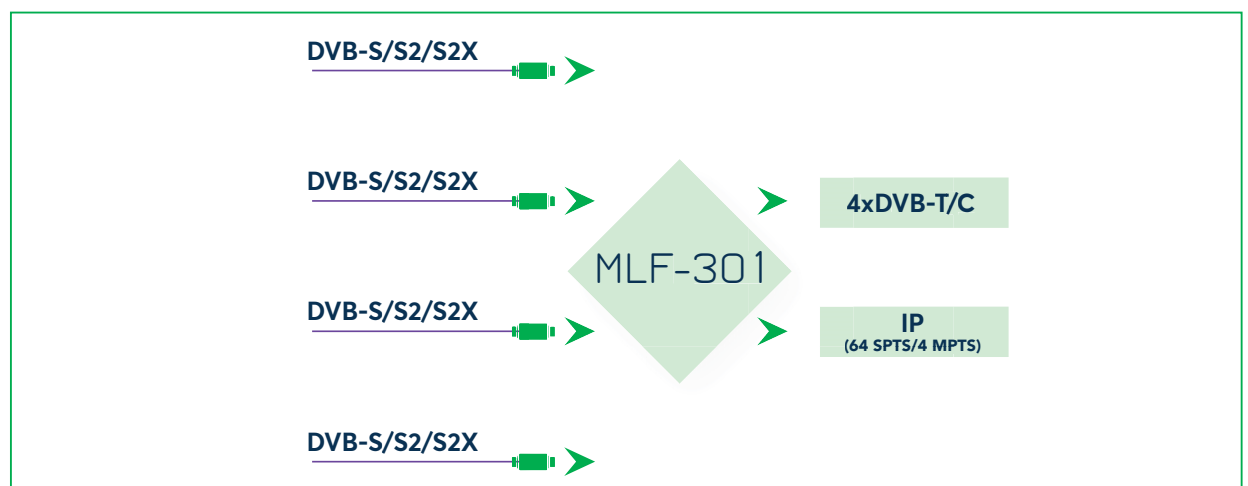 DVB-S/S2/S2X
DVB-S/S2/S2X
4xDVB-T/C
MLF-301
DVB-S/S2/S2X
IP
(64 SPTS/4 MPTS)
DVB-S/S2/S2X